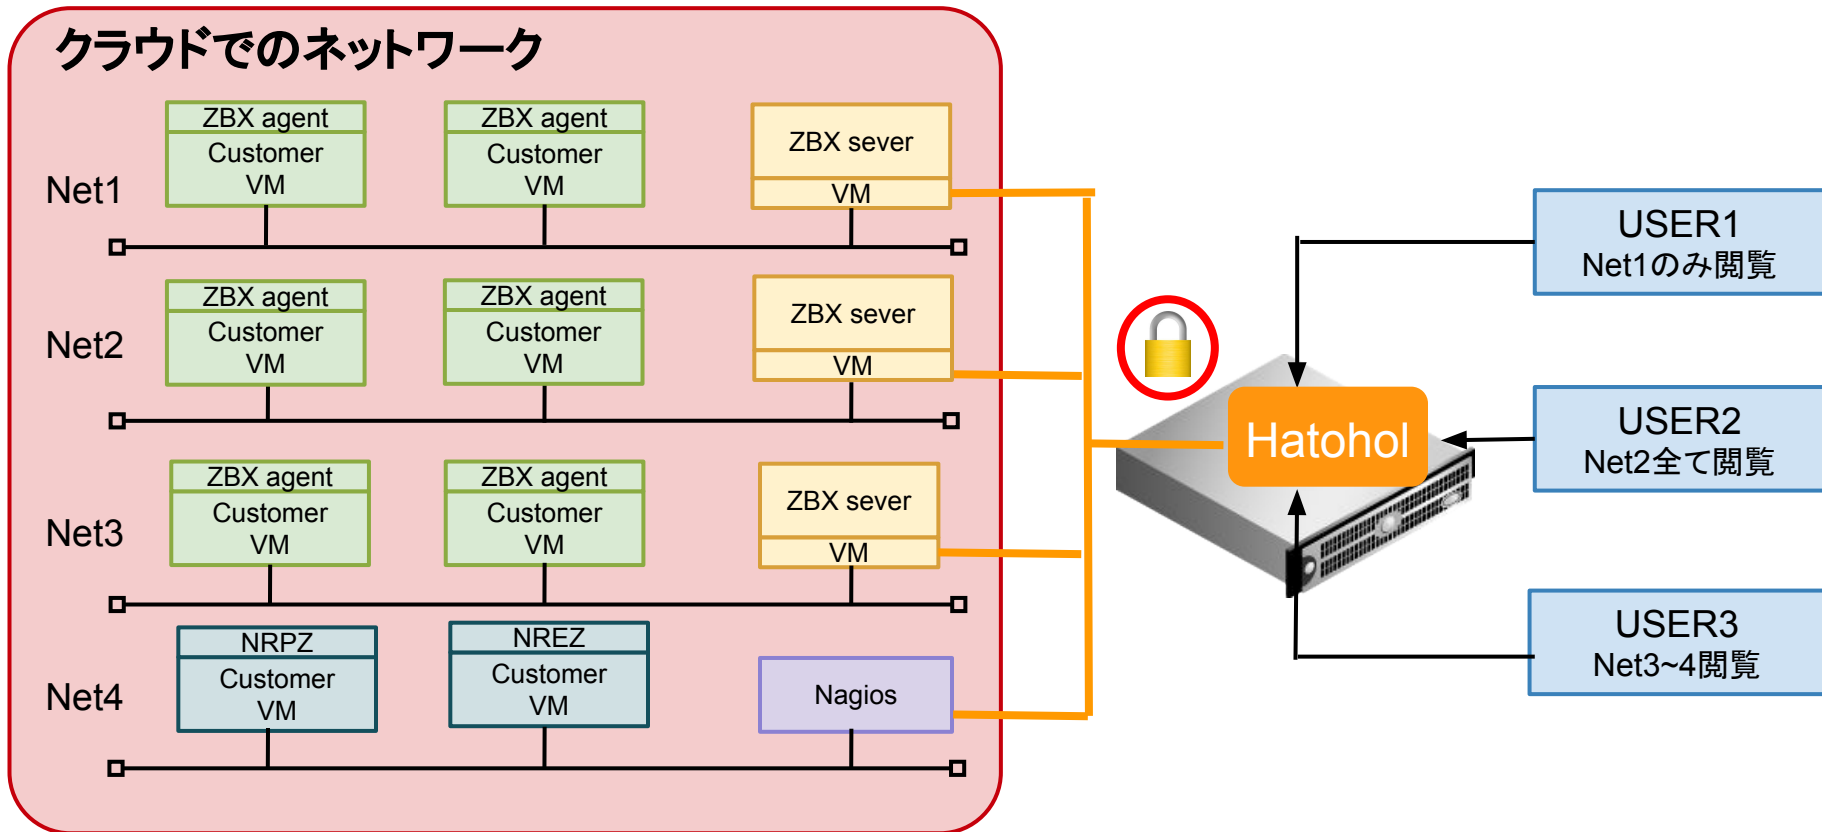 クラウドでのネットワーク
Net1
ZBX agent
Customer
VM
ZBX agent
Customer
VM
ZBX sever
VM
Net2
ZBX agent
Customer
VM
ZBX agent
Customer
VM
ZBX sever
VM
Net3
ZBX agent
Customer
VM
ZBX agent
Customer
VM
ZBX sever
VM
Net4
NRPZ
Customer
VM
NREZ
Customer
VM
Nagios
Hatohol
USER1
Net1のみ閲覧
USER2
Net2全て閲覧
USER3
Net3~4閲覧